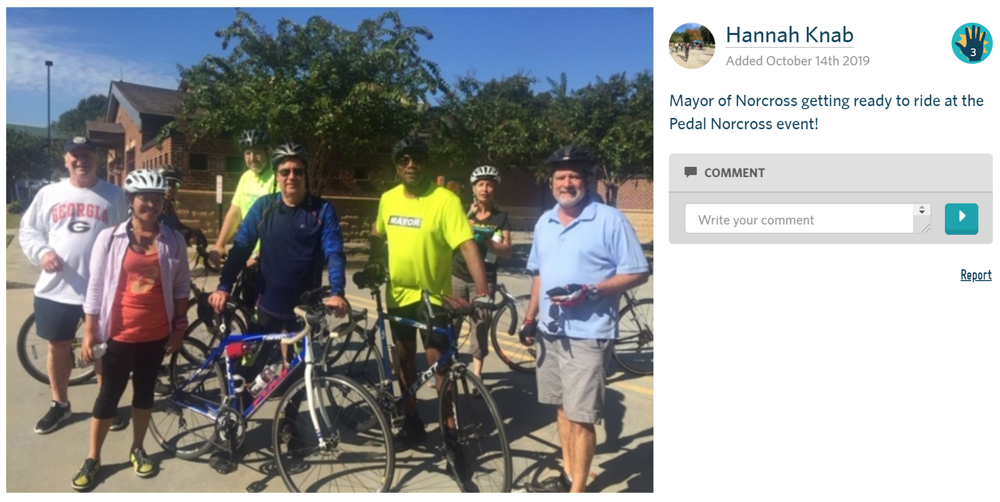 Hannah Knab
Added October 14th 2019
3
Mayor of Norcross getting ready to ride at the
Pedal Norcross event!
COMMENT
Write your comment
Report
GEORGIA
G
MAYOR